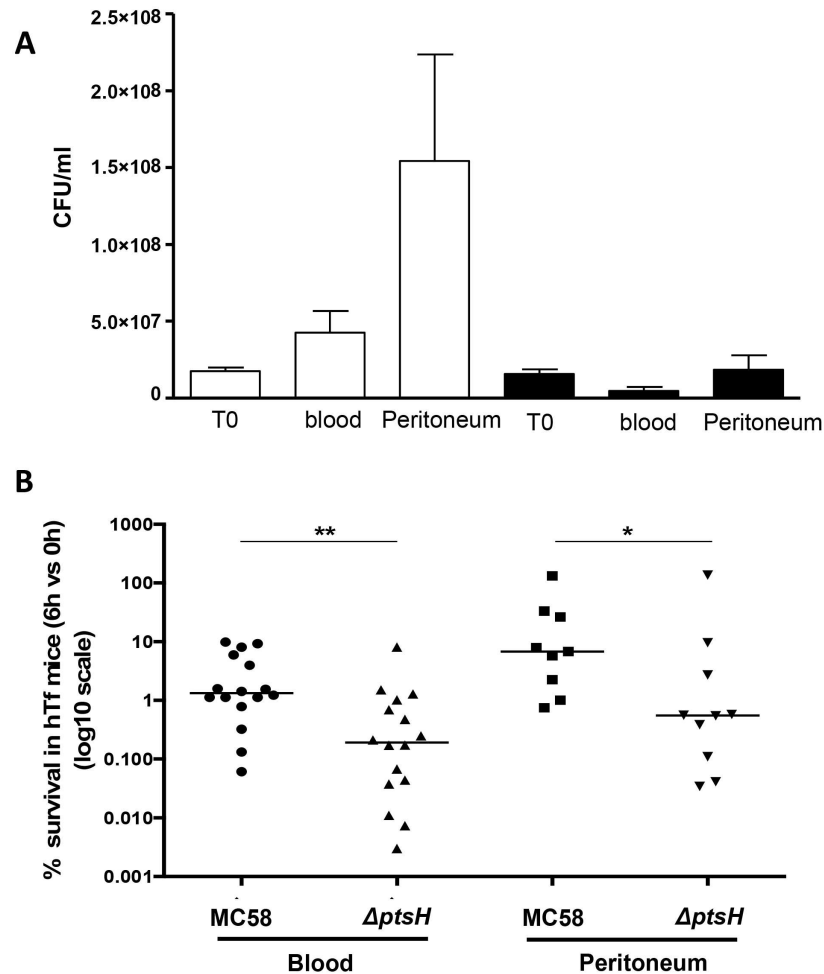 A
CFU/ml
2.5×10⁸
2.0×10⁸
1.5×10⁸
1.0×10⁸
5.0×10⁷
0
T0 blood Peritoneum T0 blood Peritoneum
B
% survival in hTf mice (6h vs 0h)
(log10 scale)
1000
100
10
1
0.100
0.010
0.001
** *
MC58 ΔptsH MC58 ΔptsH
Blood Peritoneum